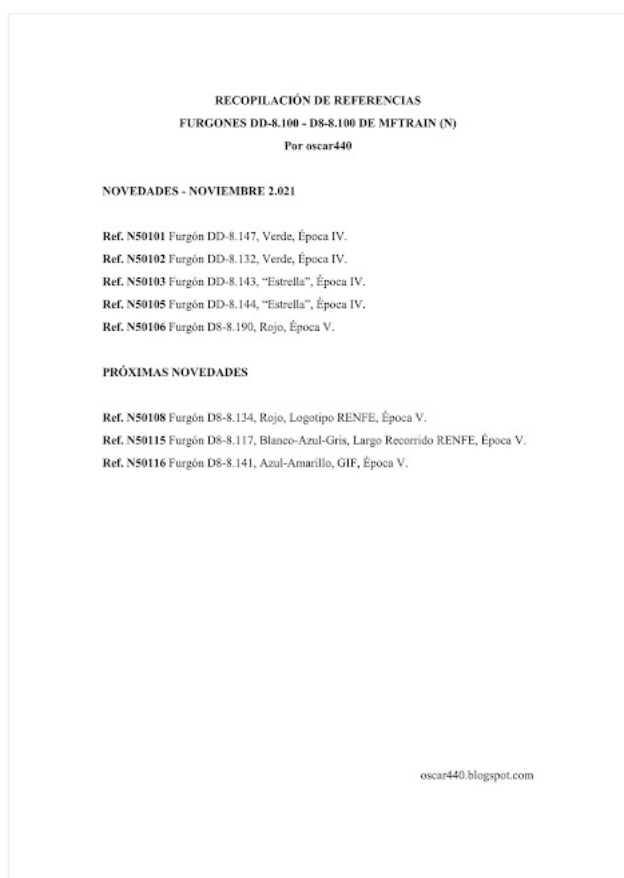 RECOPILACIÓN DE REFERENCIAS
FURGONES DD-8.100 - D8-8.100 DE MFTRAIN (N)
Por oscar440
NOVEDADES - NOVIEMBRE 2.021
Ref. N50101 Furgón DD-8.147, Verde, Época IV.
Ref. N50102 Furgón DD-8.132, Verde, Época IV.
Ref. N50103 Furgón DD-8.143, “Estrella”, Época IV.
Ref. N50105 Furgón DD-8.144, “Estrella”, Época IV.
Ref. N50106 Furgón D8-8.190, Rojo, Época V.
PRÓXIMAS NOVEDADES
Ref. N50108 Furgón D8-8.134, Rojo, Logotipo RENFE, Época V.
Ref. N50115 Furgón D8-8.117, Blanco-Azul-Gris, Largo Recorrido RENFE, Época V.
Ref. N50116 Furgón D8-8.141, Azul-Amarillo, GIF, Época V.
oscar440.blogspot.com